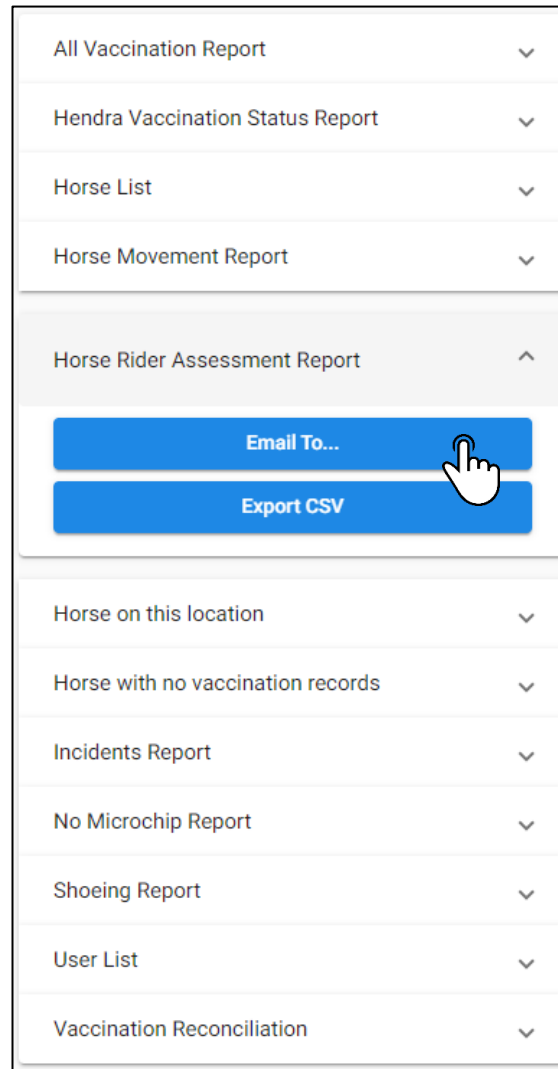 All Vaccination Report
Hendra Vaccination Status Report
Horse List
Horse Movement Report
Horse Rider Assessment Report
Email To...
Export CSV
Horse on this location
Horse with no vaccination records
Incidents Report
No Microchip Report
Shoeing Report
User List
Vaccination Reconciliation